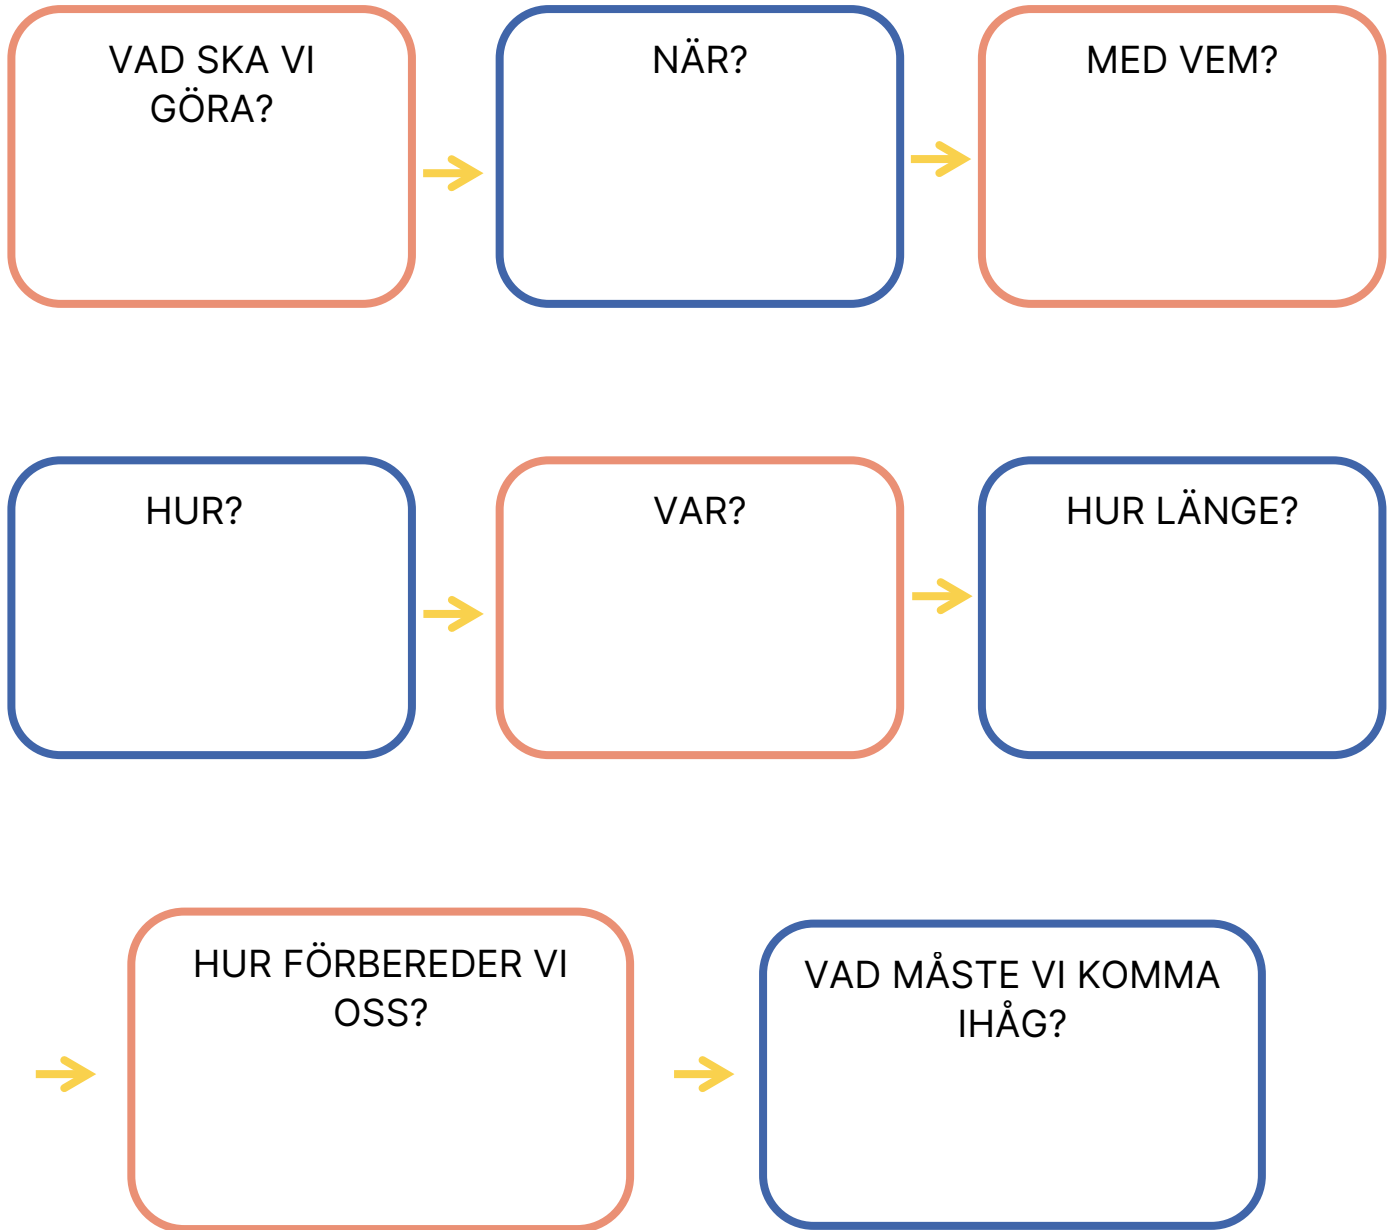 VAD SKA VI
GÖRA?
NÄR?
MED VEM?
HUR?
VAR?
HUR LÄNGE?
HUR FÖRBEREDER VI
OSS?
VAD MÅSTE VI KOMMA
IHÅG?